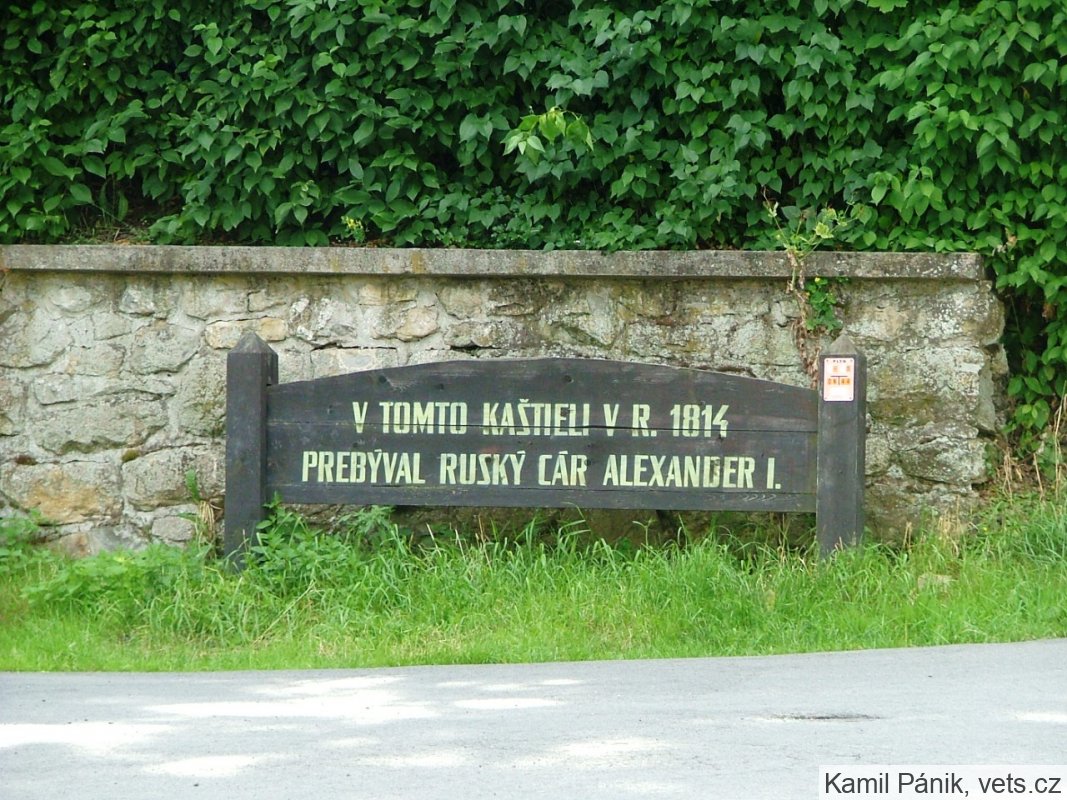 V TOMTO KAŠTIELI V R. 1814
PREBÝVAL RUSKÝ CÁR ALEXANDER I.
Kamil Pánik, vets.cz